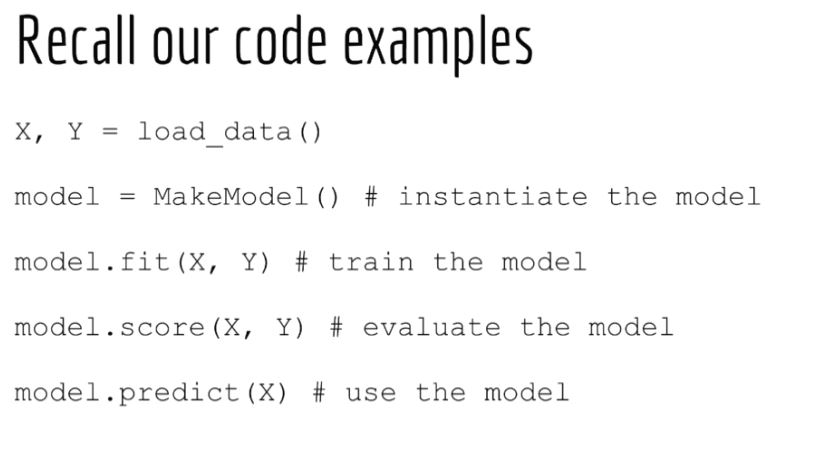 Recall our code examples
X, Y = load_data()
model = MakeModel() # instantiate the model
model.fit(X, Y) # train the model
model.score(X, Y) # evaluate the model
model.predict(X) # use the model